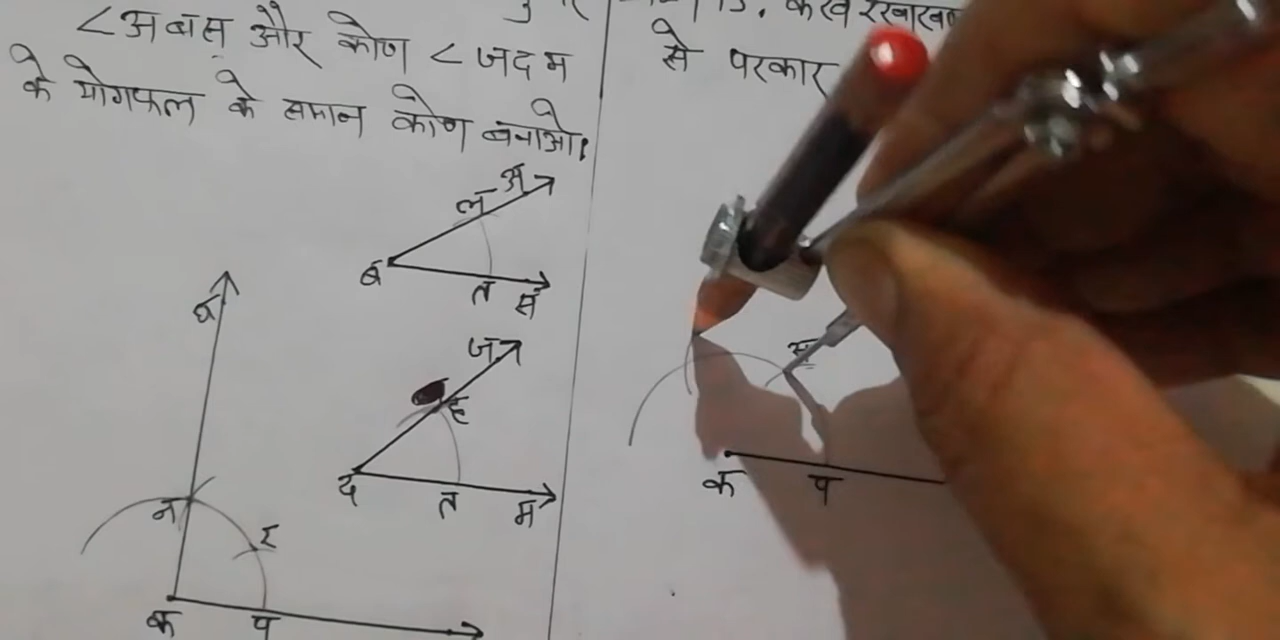 <अबस और कोण <जदम
के योगफल के समान कोण बनाओ।
से परकार
अ
ल
ब
त
स
घ
ज
ह
द
त
म
न
ह
क
प
स
क
प